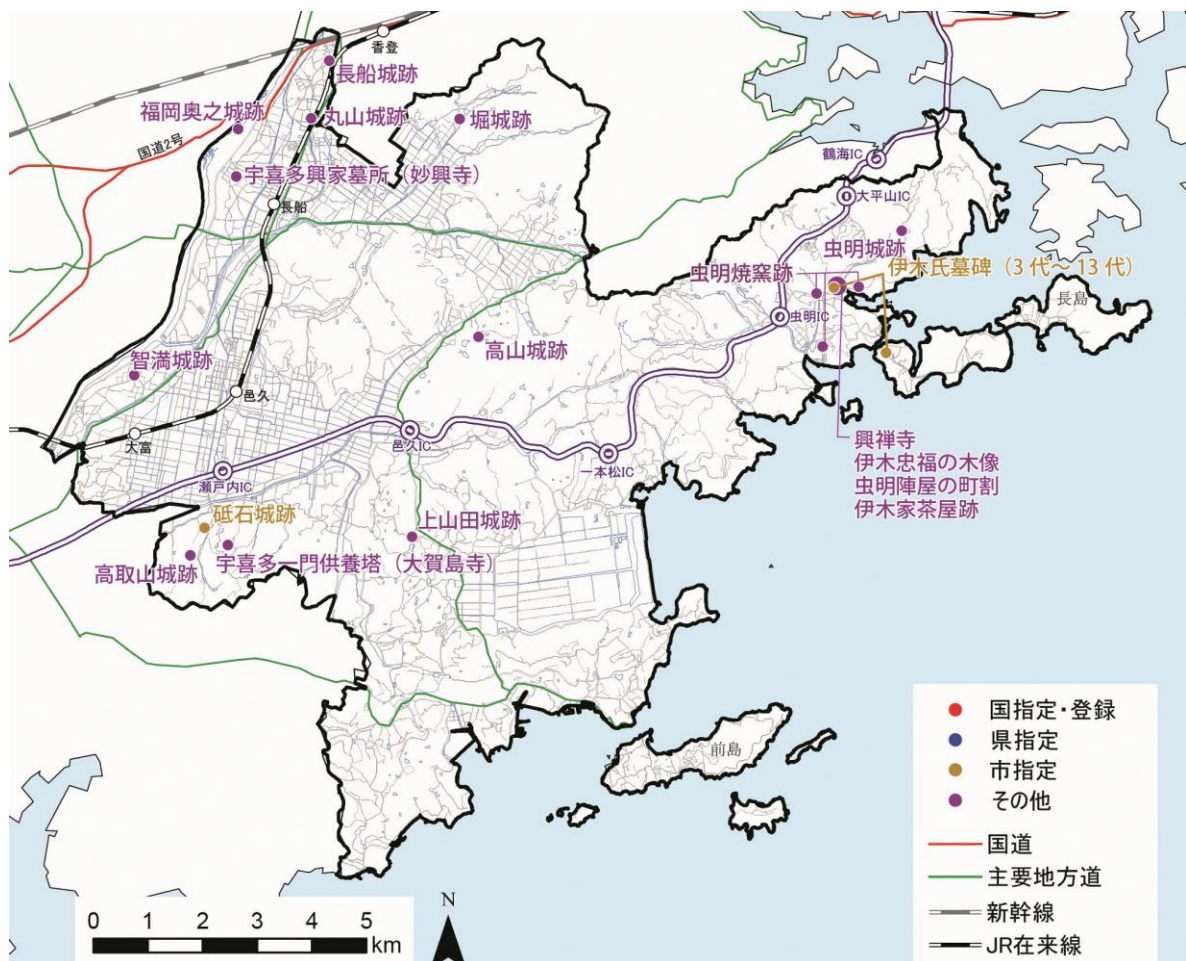 香登
長船城跡
福岡奥之城跡
丸山城跡
堀城跡
国道2号
鶴海IC
宇喜多興家墓所（妙興寺）
大平山IC
長船
虫明城跡
虫明焼窯跡
伊木氏墓碑（3代～13代）
長島
虫明IC
高山城跡
智満城跡
邑久
大富
邑久IC
一本松IC
瀬戸内IC
興禅寺
伊木忠福の木像
虫明陣屋の町割
伊木家茶屋跡
砥石城跡
上山田城跡
高取山城跡
宇喜多一門供養塔（大賀島寺）
前島
国指定・登録
県指定
市指定
その他
国道
主要地方道
新幹線
JR在来線
N
0 1 2 3 4 5
km